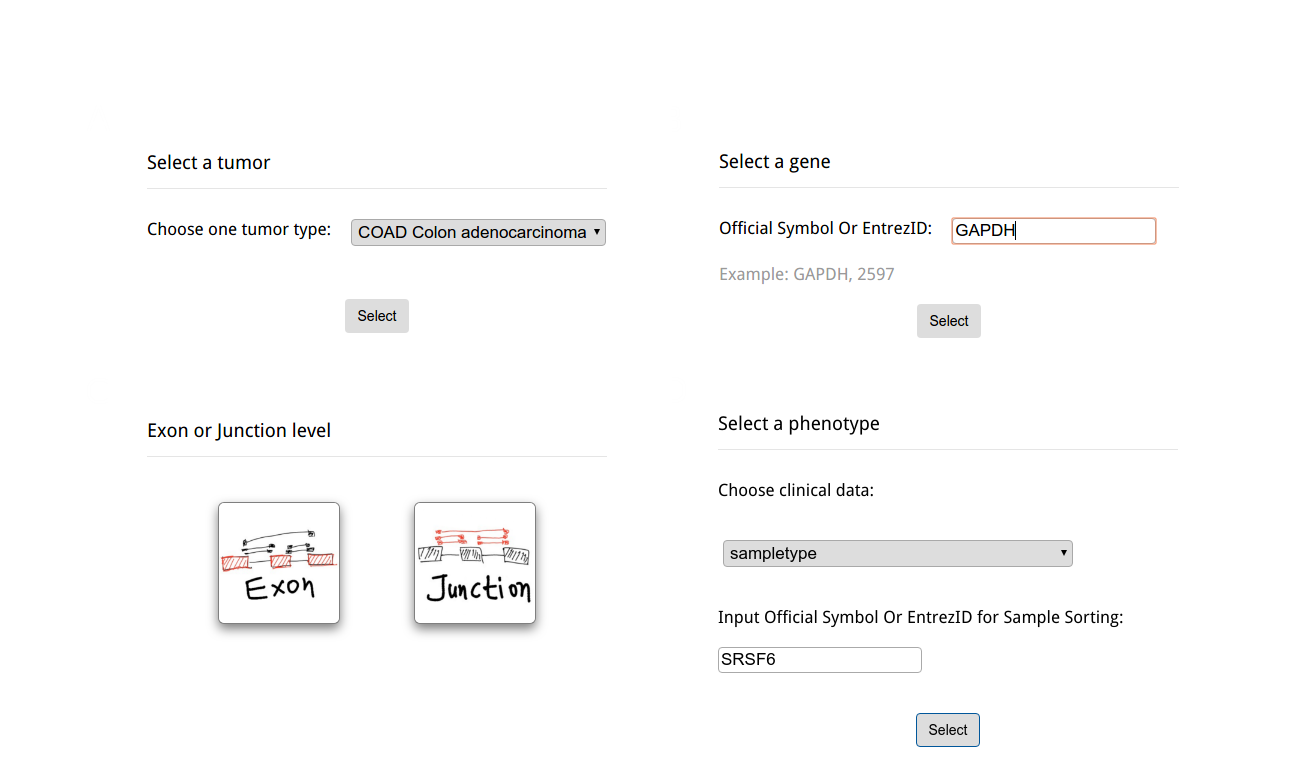 Select a tumor
Choose one tumor type: COAD Colon adenocarcinoma
Select
Select a gene
Official Symbol Or EntrezID: GAPDH
Example: GAPDH, 2597
Select
Exon or Junction level
Exon
Junction
Select a phenotype
Choose clinical data:
sampletype
Input Official Symbol Or EntrezID for Sample Sorting:
SRSF6
Select